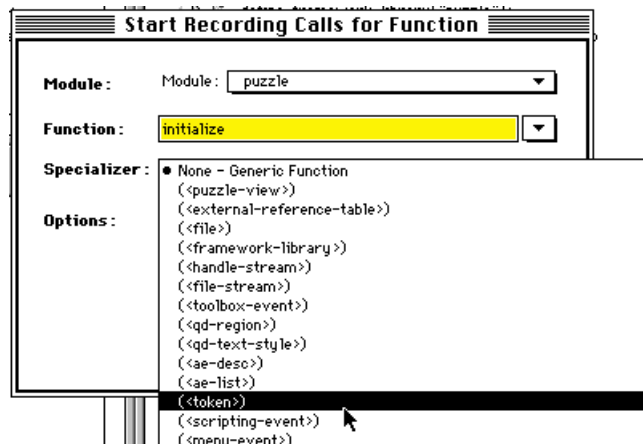 Start Recording Calls for Function
Module: Module: puzzle
Function: initialize
Specializer: • None - Generic Function
(<puzzle-view>)
(<external-reference-table>)
Options: (<file>)
(<framework-library>)
(<handle-stream>)
(<file-stream>)
(<toolbox-event>)
(<qd-region>)
(<qd-text-style>)
(<ae-desc>)
(<ae-list>)
(<token>)
(<scripting-event>)
(<menu-event>)